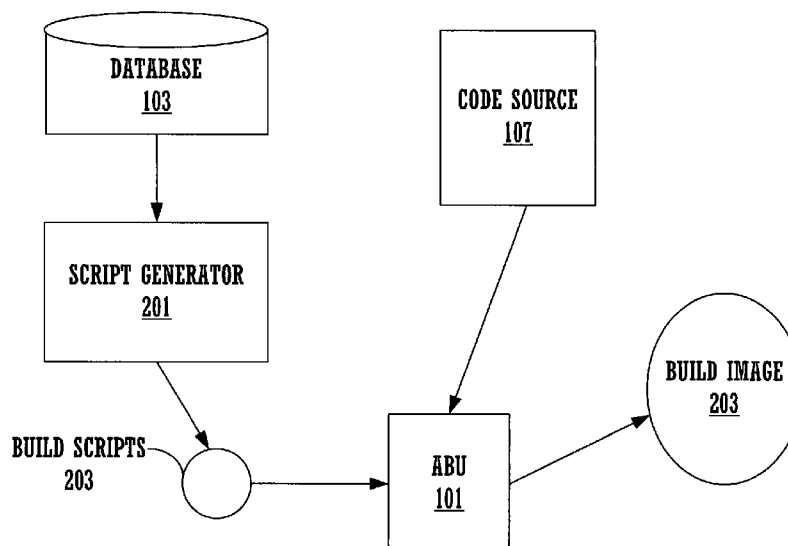 DATABASE
103
CODE SOURCE
107
SCRIPT GENERATOR
201
BUILD IMAGE
203
BUILD SCRIPTS
203
ABU
101